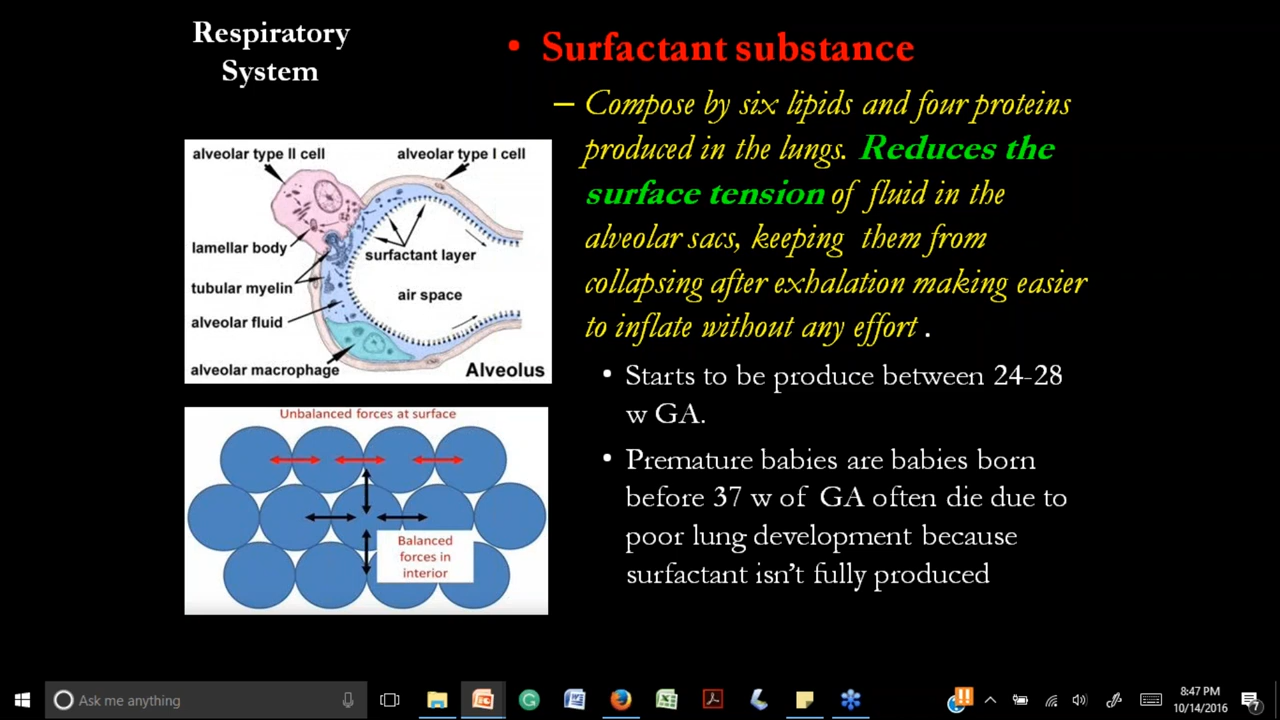 Respiratory
System
• Surfactant substance
– Compose by six lipids and four proteins
produced in the lungs. Reduces the
surface tension of fluid in the
alveolar sacs, keeping them from
collapsing after exhalation making easier
to inflate without any effort .
• Starts to be produce between 24-28
w GA.
• Premature babies are babies born
before 37 w of GA often die due to
poor lung development because
surfactant isn't fully produced
alveolar type II cell
alveolar type I cell
lamellar body
surfactant layer
tubular myelin
air space
alveolar fluid
alveolar macrophage
Alveolus
Unbalanced forces at surface
Balanced
forces in
interior
Ask me anything
8:47 PM
10/14/2016
7